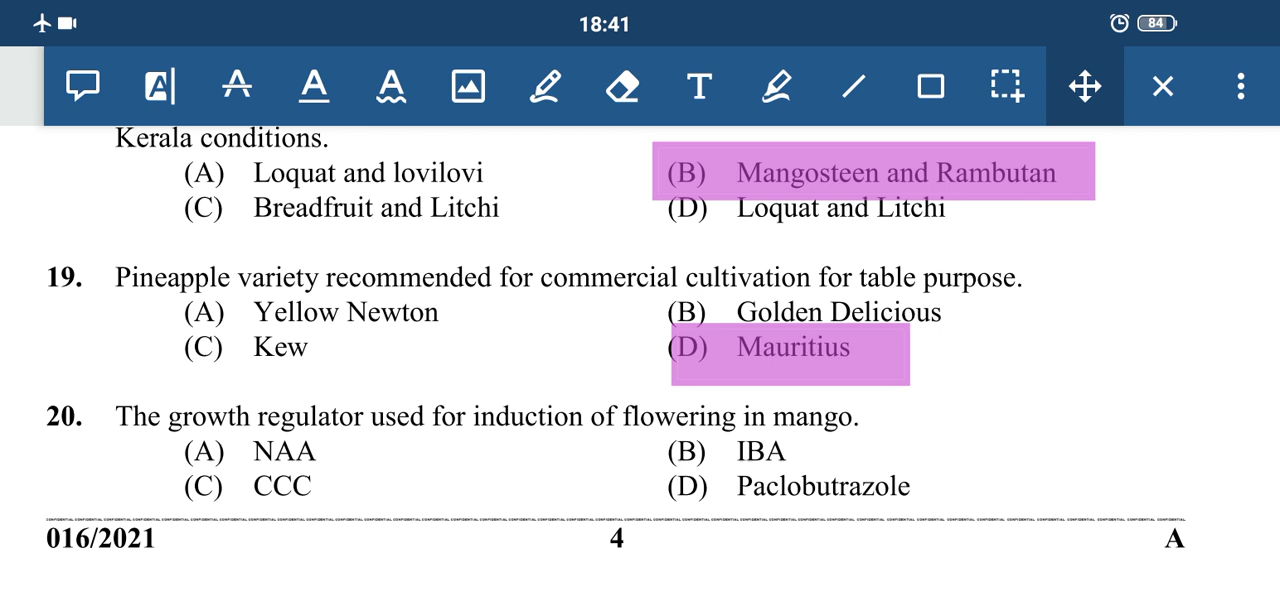 18:41
84
Kerala conditions.
(A) Loquat and lovilovi (B) Mangosteen and Rambutan
(C) Breadfruit and Litchi (D) Loquat and Litchi
19. Pineapple variety recommended for commercial cultivation for table purpose.
(A) Yellow Newton (B) Golden Delicious
(C) Kew (D) Mauritius
20. The growth regulator used for induction of flowering in mango.
(A) NAA (B) IBA
(C) CCC (D) Paclobutrazole
016/2021 4 A